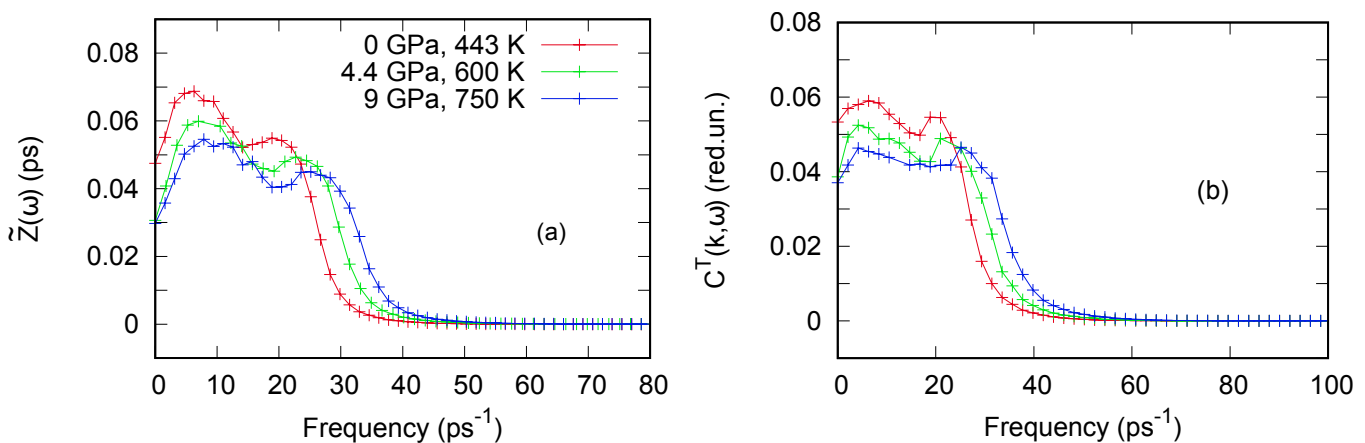 0.08
0.06
0.04
0.02
0
Z̃(ω) (ps)
0 GPa, 443 K
4.4 GPa, 600 K
9 GPa, 750 K
(a)
0 10 20 30 40 50 60 70 80
Frequency (ps⁻¹)
0.08
0.06
0.04
0.02
0
Cᵀ(k,ω) (red.un.)
(b)
0 20 40 60 80 100
Frequency (ps⁻¹)